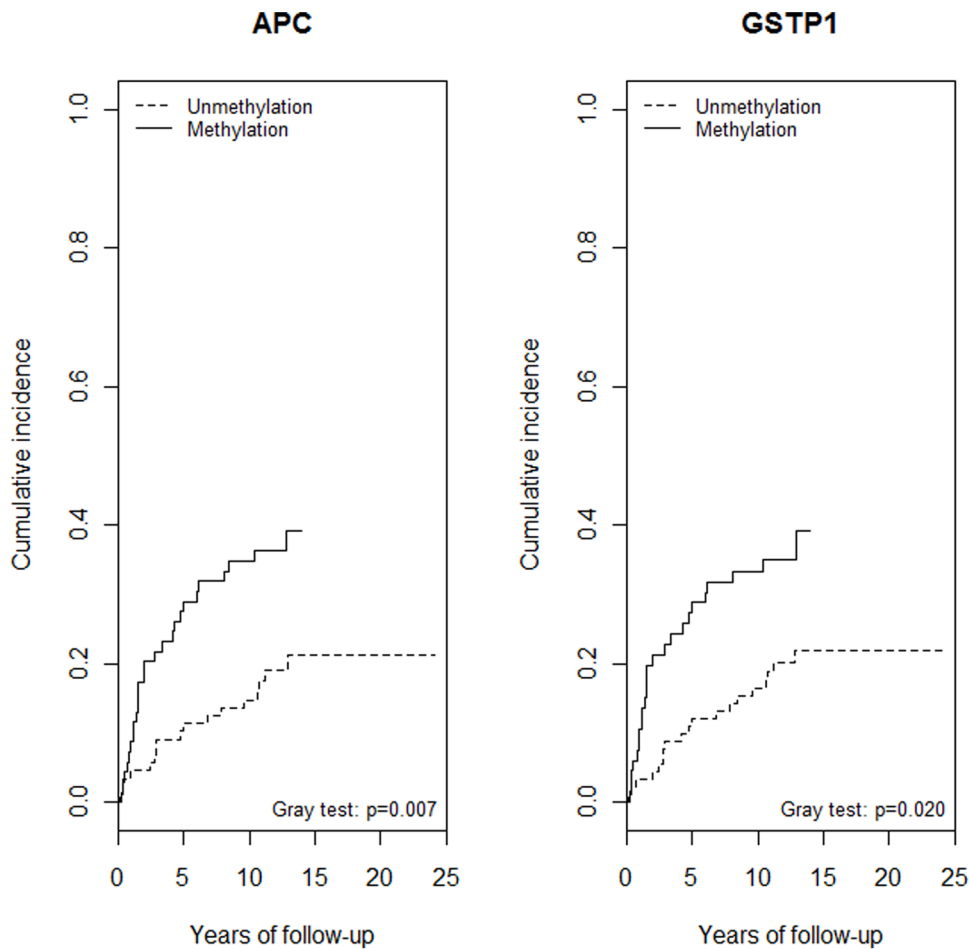 APC
Unmethylation
Methylation
1.0
0.8
0.6
0.4
0.2
0.0
Cumulative incidence
Gray test: p=0.007
0 5 10 15 20 25
Years of follow-up
GSTP1
Unmethylation
Methylation
1.0
0.8
0.6
0.4
0.2
0.0
Cumulative incidence
Gray test: p=0.020
0 5 10 15 20 25
Years of follow-up